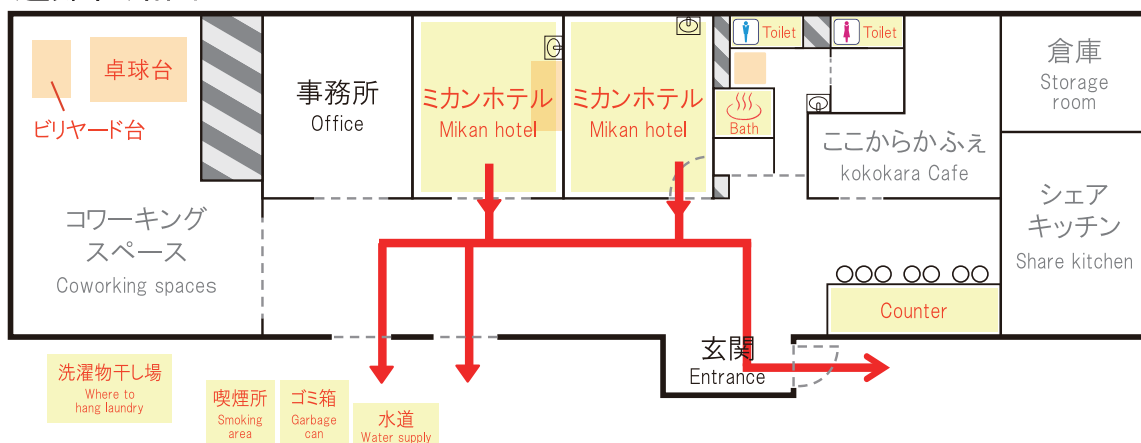 卓球台
ビリヤード台
コワーキング
スペース
Coworking spaces
事務所
Office
ミカンホテル
Mikan hotel
ミカンホテル
Mikan hotel
Toilet
Toilet
Bath
ここからかふぇ
kokokara Cafe
倉庫
Storage
room
シェア
キッチン
Share kitchen
Counter
玄関
Entrance
洗濯物干し場
Where to
hang laundry
喫煙所
Smoking
area
ゴミ箱
Garbage
can
水道
Water supply